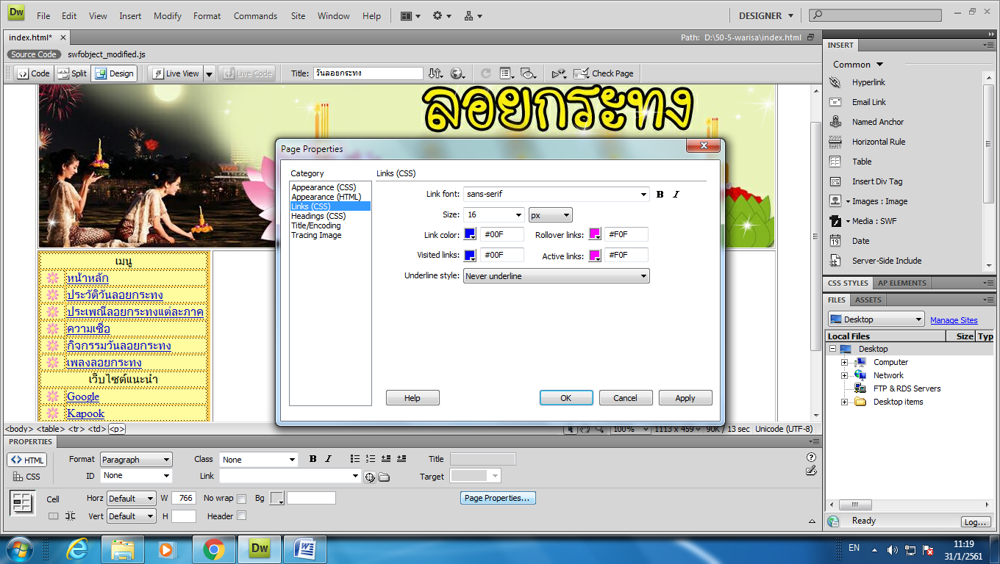 Dw File Edit View Insert Modify Format Commands Site Window Help DESIGNER
index.html* Path: D:\50-5-warisa\index.html
Source Code swfobject_modified.js
Code Split Design Live View Live Code Title: วันลอยกระทง Check Page
ลอยกระทง
เมนู
หน้าหลัก
ประวัติวันลอยกระทง
ประเพณีลอยกระทงแต่ละภาค
ความเชื่อ
กิจกรรมวันลอยกระทง
เพลงลอยกระทง
เว็บไซต์แนะนำ
Google
Kapook
Page Properties
Category
Appearance (CSS)
Appearance (HTML)
Links (CSS)
Headings (CSS)
Title/Encoding
Tracing Image
Links (CSS)
Link font: sans-serif B I
Size: 16 px
Link color: #00F Rollover links: #F0F
Visited links: #00F Active links: #F0F
Underline style: Never underline
Help OK Cancel Apply
<body> <table> <tr> <td> <p> 100% 1113 x 459 90K / 13 sec Unicode (UTF-8)
PROPERTIES
HTML Format Paragraph Class None B I Title
CSS ID None Link Target
Cell Horz Default W 766 No wrap Bg Page Properties...
Vert Default H Header
INSERT
Common
Hyperlink
Email Link
Named Anchor
Horizontal Rule
Table
Insert Div Tag
Images : Image
Media : SWF
Date
Server-Side Include
CSS STYLES AP ELEMENTS
FILES ASSETS
Desktop Manage Sites
Local Files Size Typ
Desktop
Computer
Network
FTP & RDS Servers
Desktop items
Ready Log...
Dw EN 11:19
31/1/2561